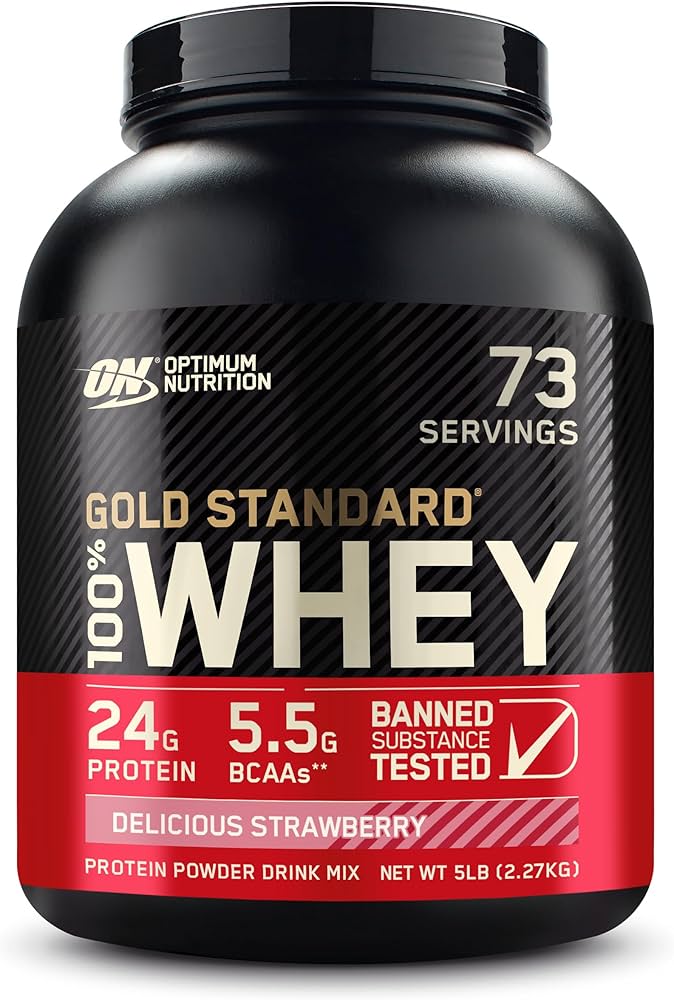 ON® OPTIMUM
NUTRITION
73
SERVINGS
GOLD STANDARD®
100% WHEY
24G
PROTEIN
5.5G
BCAAs**
BANNED
SUBSTANCE
TESTED
DELICIOUS STRAWBERRY
PROTEIN POWDER DRINK MIX NET WT 5LB (2.27KG)